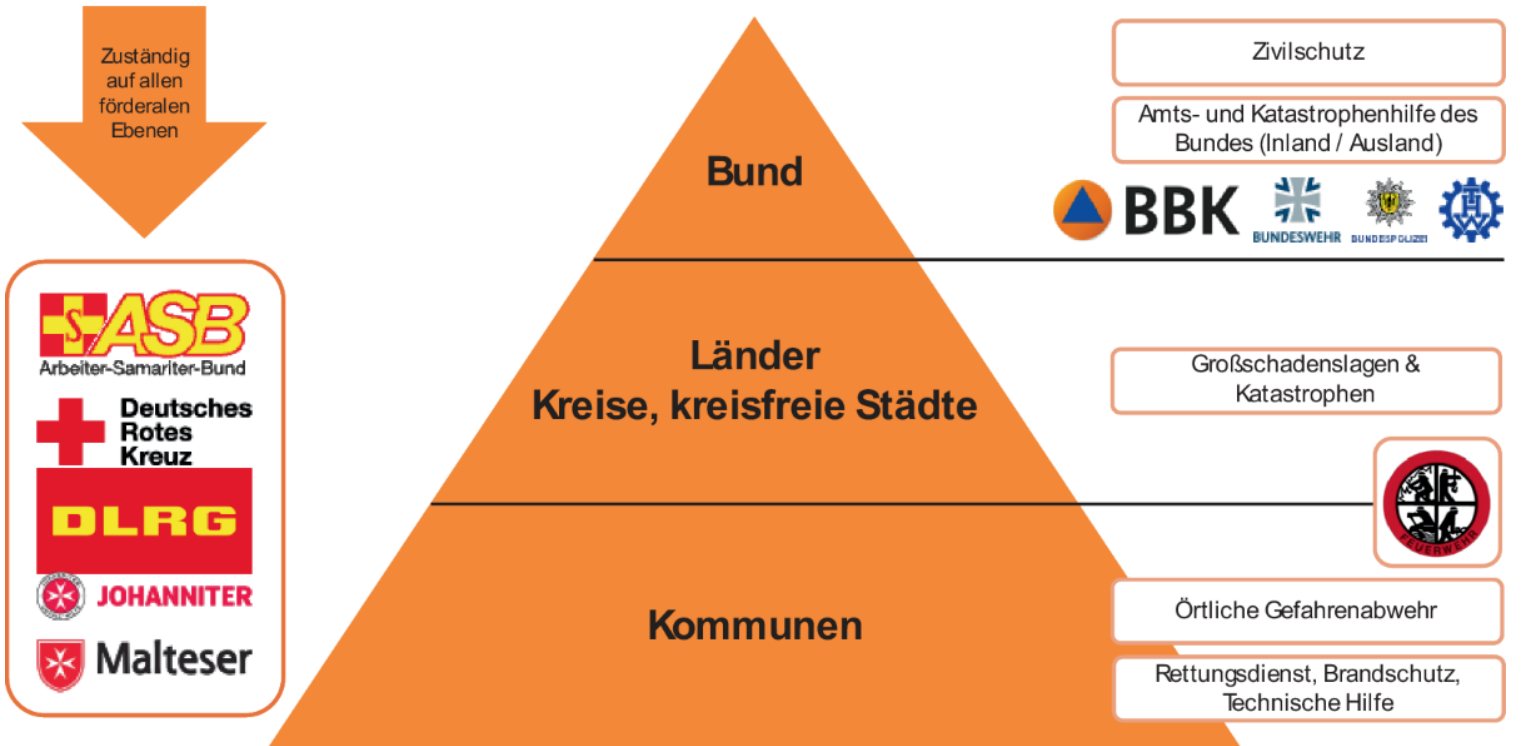 Zuständig
auf allen
förderalen
Ebenen
S ASB
Arbeiter-Samariter-Bund
Deutsches
Rotes
Kreuz
DLRG
JOHANNITER
Malteser
Bund
Länder
Kreise, kreisfreie Städte
Kommunen
Zivilschutz
Amts- und Katastrophenhilfe des
Bundes (Inland / Ausland)
BBK
BUNDESWEHR
BUNDESPOLIZEI
THW
Großschadenslagen &
Katastrophen
FEUERWEHR
Örtliche Gefahrenabwehr
Rettungsdienst, Brandschutz,
Technische Hilfe